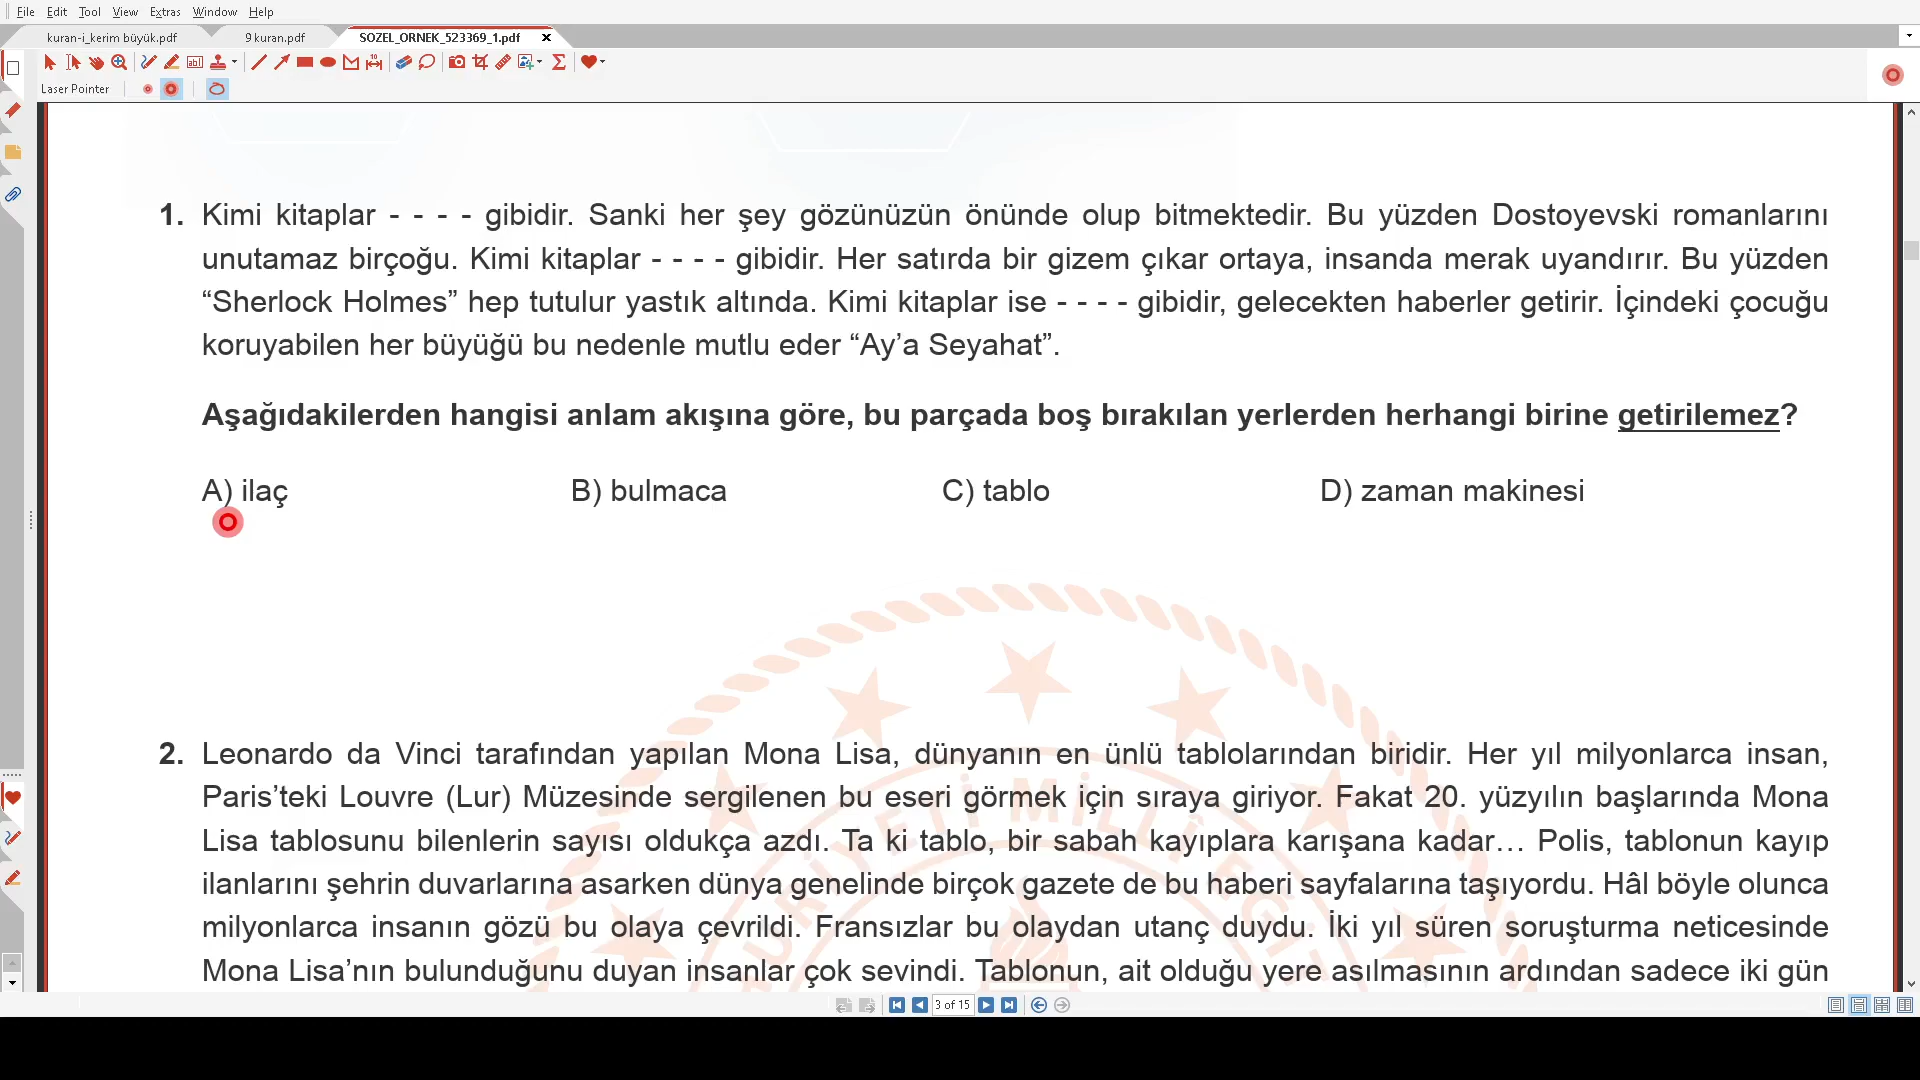 File Edit Tool View Extras Window Help
kuran-i_kerim büyük.pdf 9 kuran.pdf SOZEL_ORNEK_523369_1.pdf
Laser Pointer
1. Kimi kitaplar - - - - gibidir. Sanki her şey gözünüzün önünde olup bitmektedir. Bu yüzden Dostoyevski romanlarını
unutamaz birçoğu. Kimi kitaplar - - - - gibidir. Her satırda bir gizem çıkar ortaya, insanda merak uyandırır. Bu yüzden
“Sherlock Holmes” hep tutulur yastık altında. Kimi kitaplar ise - - - - gibidir, gelecekten haberler getirir. İçindeki çocuğu
koruyabilen her büyüğü bu nedenle mutlu eder “Ay’a Seyahat”.
Aşağıdakilerden hangisi anlam akışına göre, bu parçada boş bırakılan yerlerden herhangi birine getirilemez?
A) ilaç B) bulmaca C) tablo D) zaman makinesi
2. Leonardo da Vinci tarafından yapılan Mona Lisa, dünyanın en ünlü tablolarından biridir. Her yıl milyonlarca insan,
Paris’teki Louvre (Lur) Müzesinde sergilenen bu eseri görmek için sıraya giriyor. Fakat 20. yüzyılın başlarında Mona
Lisa tablosunu bilenlerin sayısı oldukça azdı. Ta ki tablo, bir sabah kayıplara karışana kadar… Polis, tablonun kayıp
ilanlarını şehrin duvarlarına asarken dünya genelinde birçok gazete de bu haberi sayfalarına taşıyordu. Hâl böyle olunca
milyonlarca insanın gözü bu olaya çevrildi. Fransızlar bu olaydan utanç duydu. İki yıl süren soruşturma neticesinde
Mona Lisa’nın bulunduğunu duyan insanlar çok sevindi. Tablonun, ait olduğu yere asılmasının ardından sadece iki gün
3 of 15